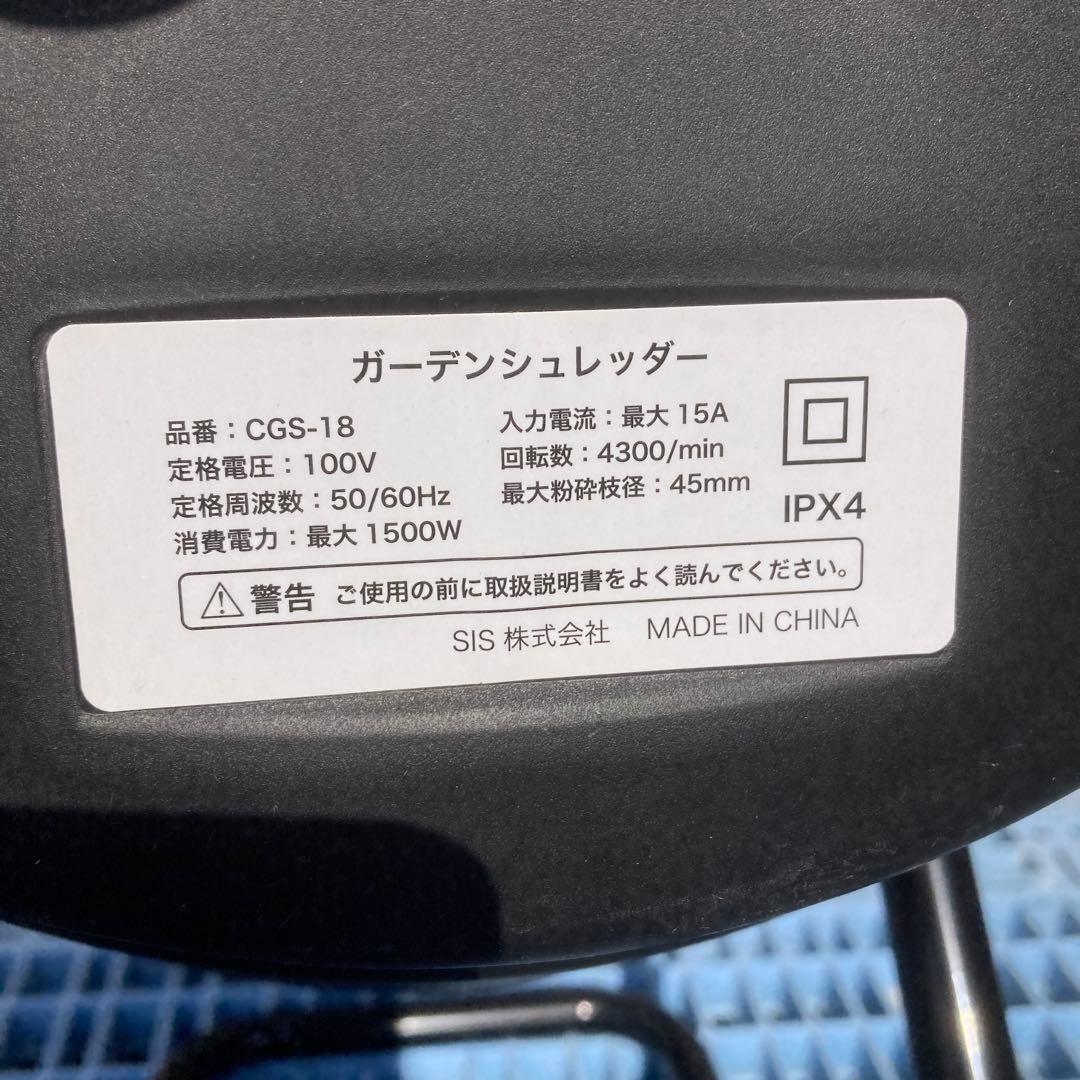 ガーデンシュレッダー
品番：CGS-18
定格電圧：100V
定格周波数：50/60Hz
消費電力：最大 1500W
入力電流：最大 15A
回転数：4300/min
最大粉砕枝径：45mm
IPX4
警告 ご使用の前に取扱説明書をよく読んでください。
SIS 株式会社 MADE IN CHINA